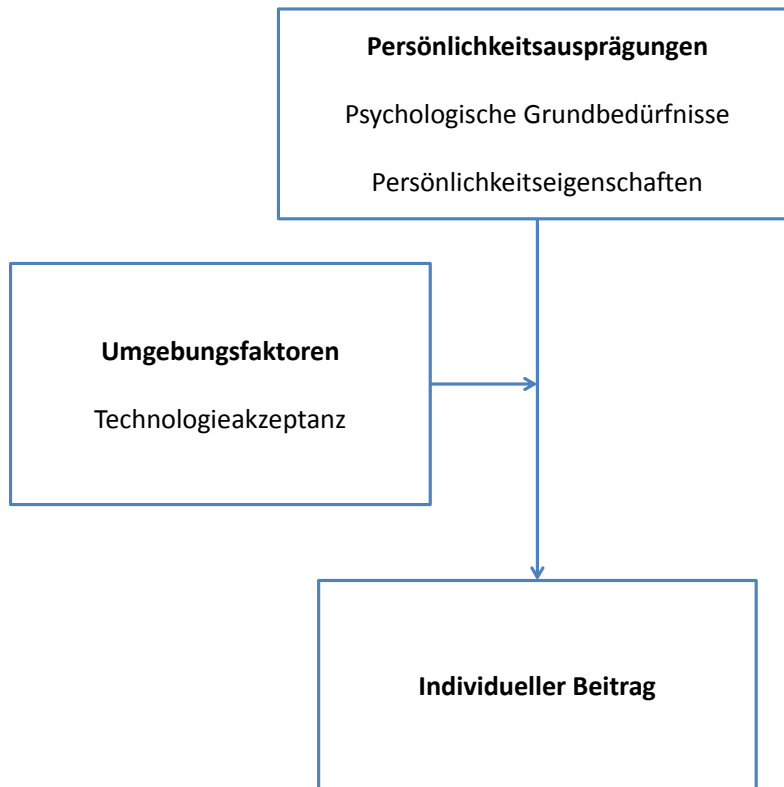 Persönlichkeitsausprägungen
Psychologische Grundbedürfnisse
Persönlichkeitseigenschaften
Umgebungsfaktoren
Technologieakzeptanz
Individueller Beitrag